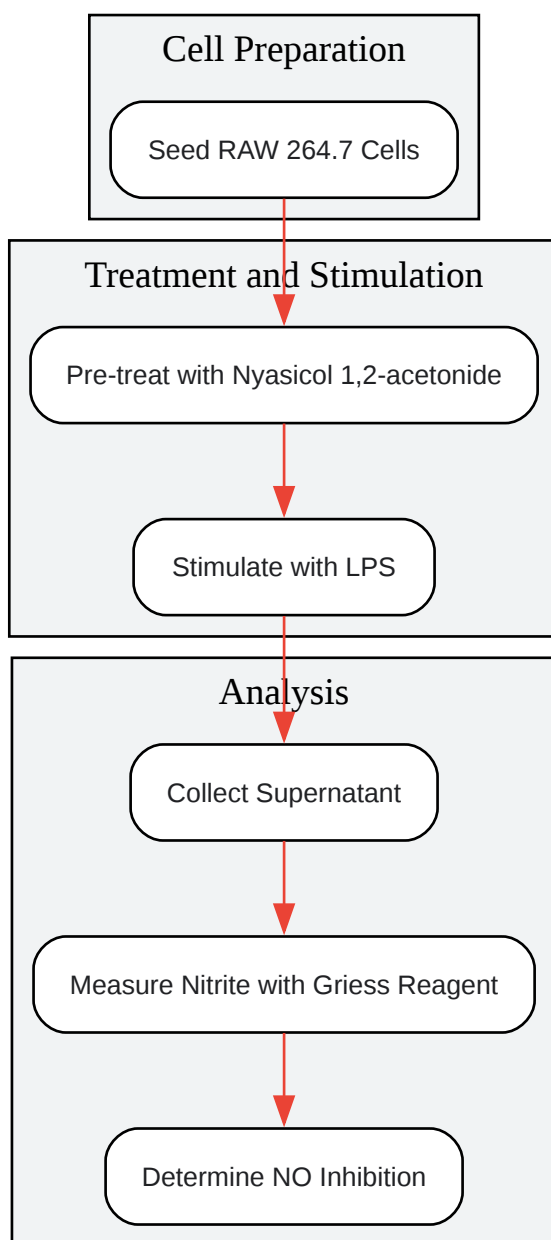 Cell Preparation
Seed RAW 264.7 Cells
Treatment and Stimulation
Pre-treat with Nyasicol 1,2-acetonide
Stimulate with LPS
Analysis
Collect Supernatant
Measure Nitrite with Griess Reagent
Determine NO Inhibition